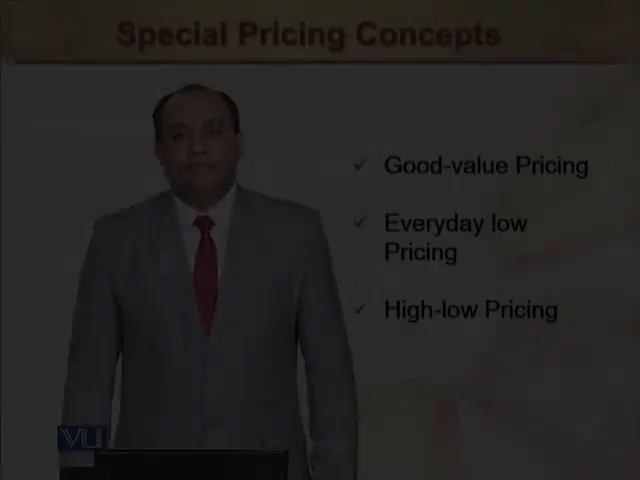 Special Pricing Concepts
Good-value Pricing
Everyday low
Pricing
High-low Pricing
VU